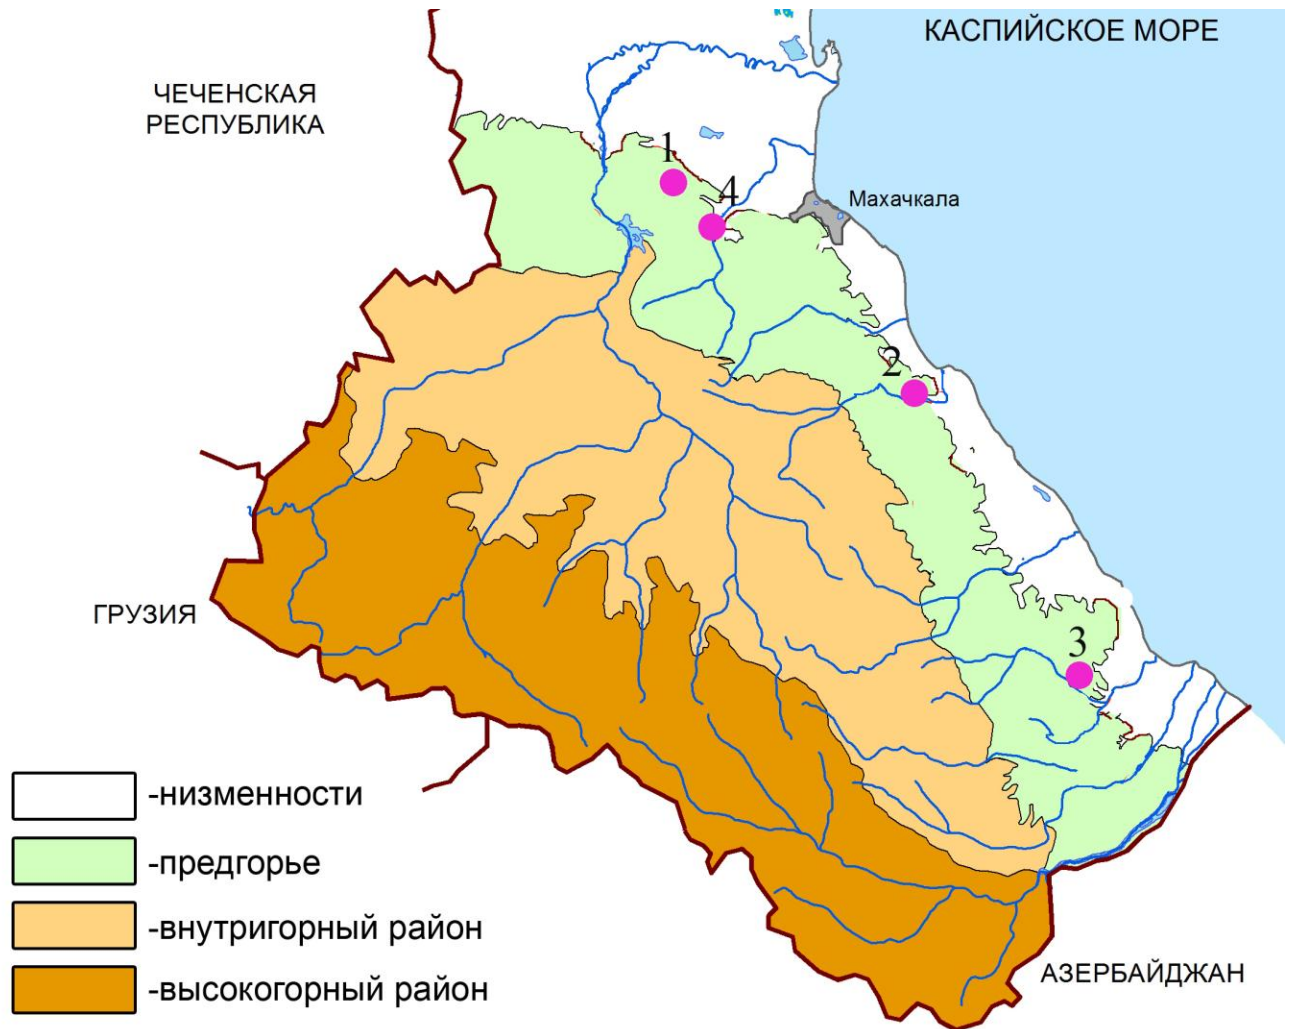 КАСПИЙСКОЕ МОРЕ
ЧЕЧЕНСКАЯ
РЕСПУБЛИКА
1
4
Махачкала
2
ГРУЗИЯ
3
-низменности
-предгорье
-внутригорный район
-высокогорный район
АЗЕРБАЙДЖАН